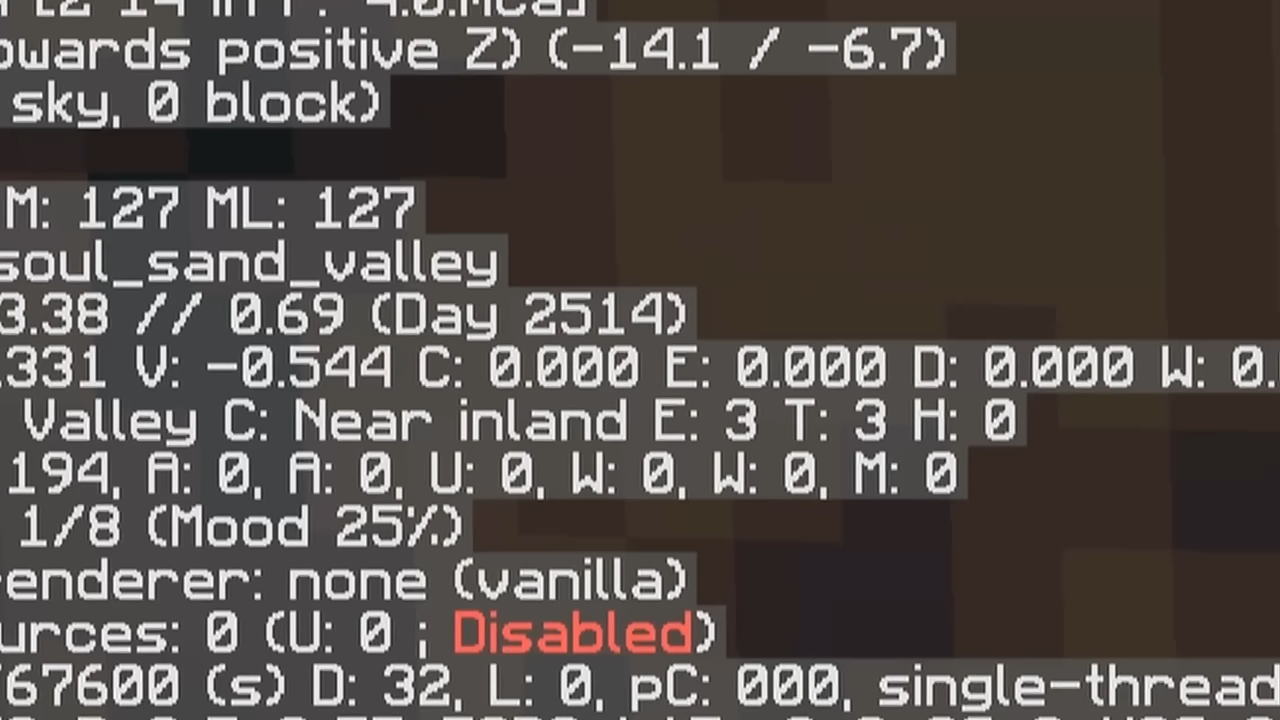 owards positive Z) (-14.1 / -6.7)
sky, 0 block)
M: 127 ML: 127
soul_sand_valley
3.38 // 0.69 (Day 2514)
.331 V: -0.544 C: 0.000 E: 0.000 D: 0.000 W: 0.
Valley C: Near inland E: 3 T: 3 H: 0
194, A: 0, A: 0, U: 0, W: 0, W: 0, M: 0
1/8 (Mood 25%)
renderer: none (vanilla)
urces: 0 (U: 0 ; Disabled)
767600 (s) D: 32, L: 0, pC: 000, single-thread